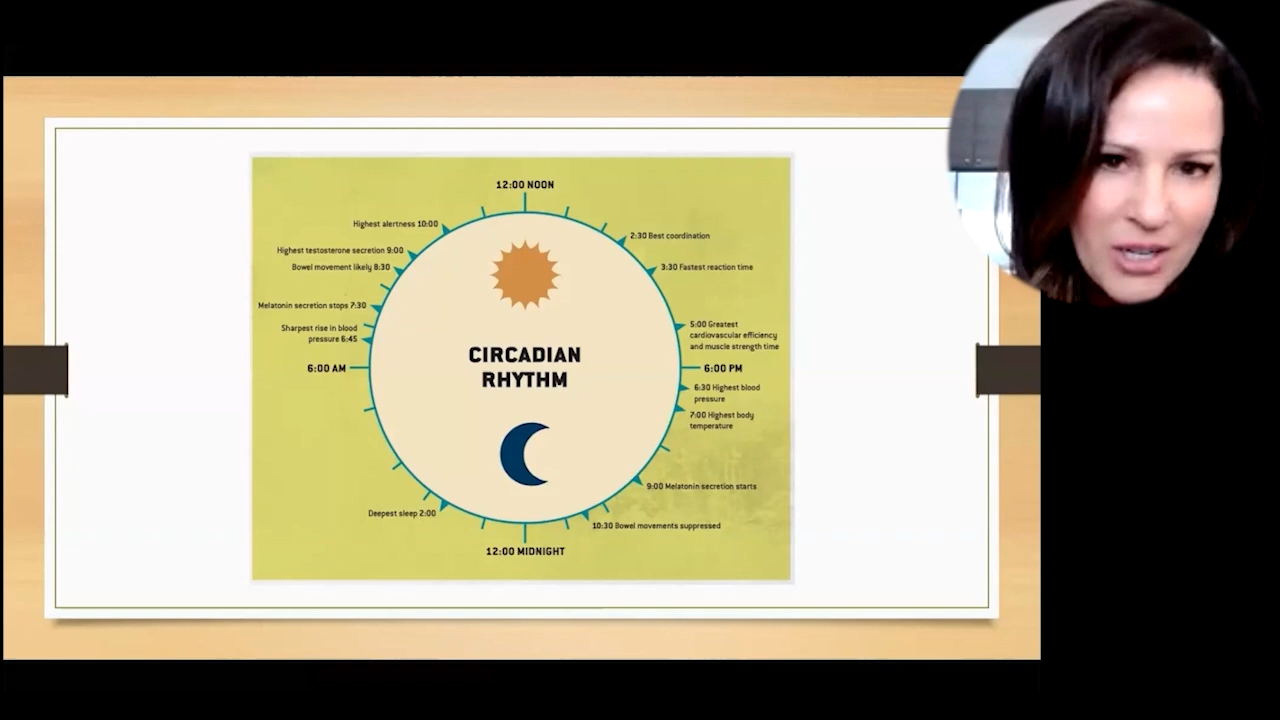 12:00 NOON
Highest alertness 10:00
2:30 Best coordination
Highest testosterone secretion 9:00
Bowel movement likely 8:30
3:30 Fastest reaction time
Melatonin secretion stops 7:30
Sharpest rise in blood
pressure 6:45
5:00 Greatest
cardiovascular efficiency
and muscle strength time
CIRCADIAN
RHYTHM
6:00 AM
6:00 PM
6:30 Highest blood
pressure
7:00 Highest body
temperature
9:00 Melatonin secretion starts
Deepest sleep 2:00
10:30 Bowel movements suppressed
12:00 MIDNIGHT